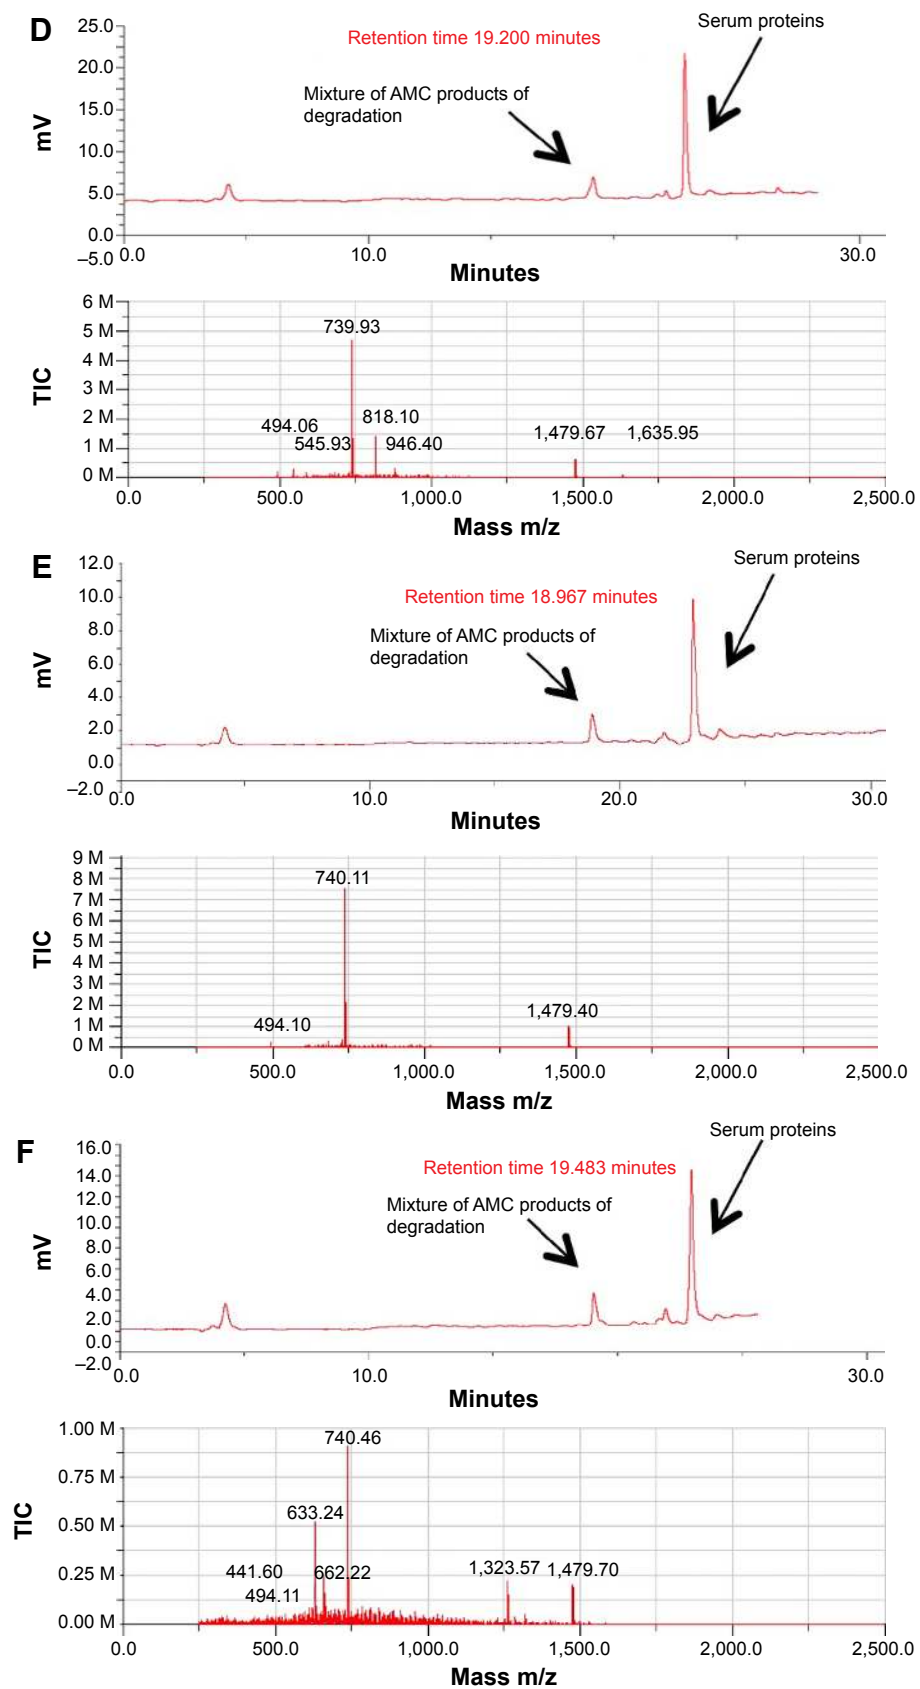 D
Retention time 19.200 minutes
Serum proteins
Mixture of AMC products of
degradation
mV
25.0
20.0
15.0
10.0
5.0
0.0
–5.0
0.0
10.0
30.0
Minutes
TIC
6 M
5 M
4 M
3 M
2 M
1 M
0 M
739.93
818.10
494.06
545.93
946.40
1,479.67
1,635.95
0.0
500.0
1,000.0
1,500.0
2,000.0
2,500.0
Mass m/z
E
Serum proteins
Retention time 18.967 minutes
Mixture of AMC products of
degradation
mV
12.0
10.0
8.0
6.0
4.0
2.0
0.0
–2.0
0.0
10.0
20.0
30.0
Minutes
TIC
9 M
8 M
7 M
6 M
5 M
4 M
3 M
2 M
1 M
0 M
740.11
494.10
1,479.40
0.0
500.0
1,000.0
1,500.0
2,000.0
2,500.0
Mass m/z
F
Serum proteins
Retention time 19.483 minutes
Mixture of AMC products of
degradation
mV
16.0
14.0
12.0
10.0
8.0
6.0
4.0
2.0
0.0
–2.0
0.0
10.0
30.0
Minutes
TIC
1.00 M
0.75 M
0.50 M
0.25 M
0.00 M
740.46
633.24
441.60
662.22
494.11
1,323.57
1,479.70
0.0
500.0
1,000.0
1,500.0
2,000.0
2,500.0
Mass m/z